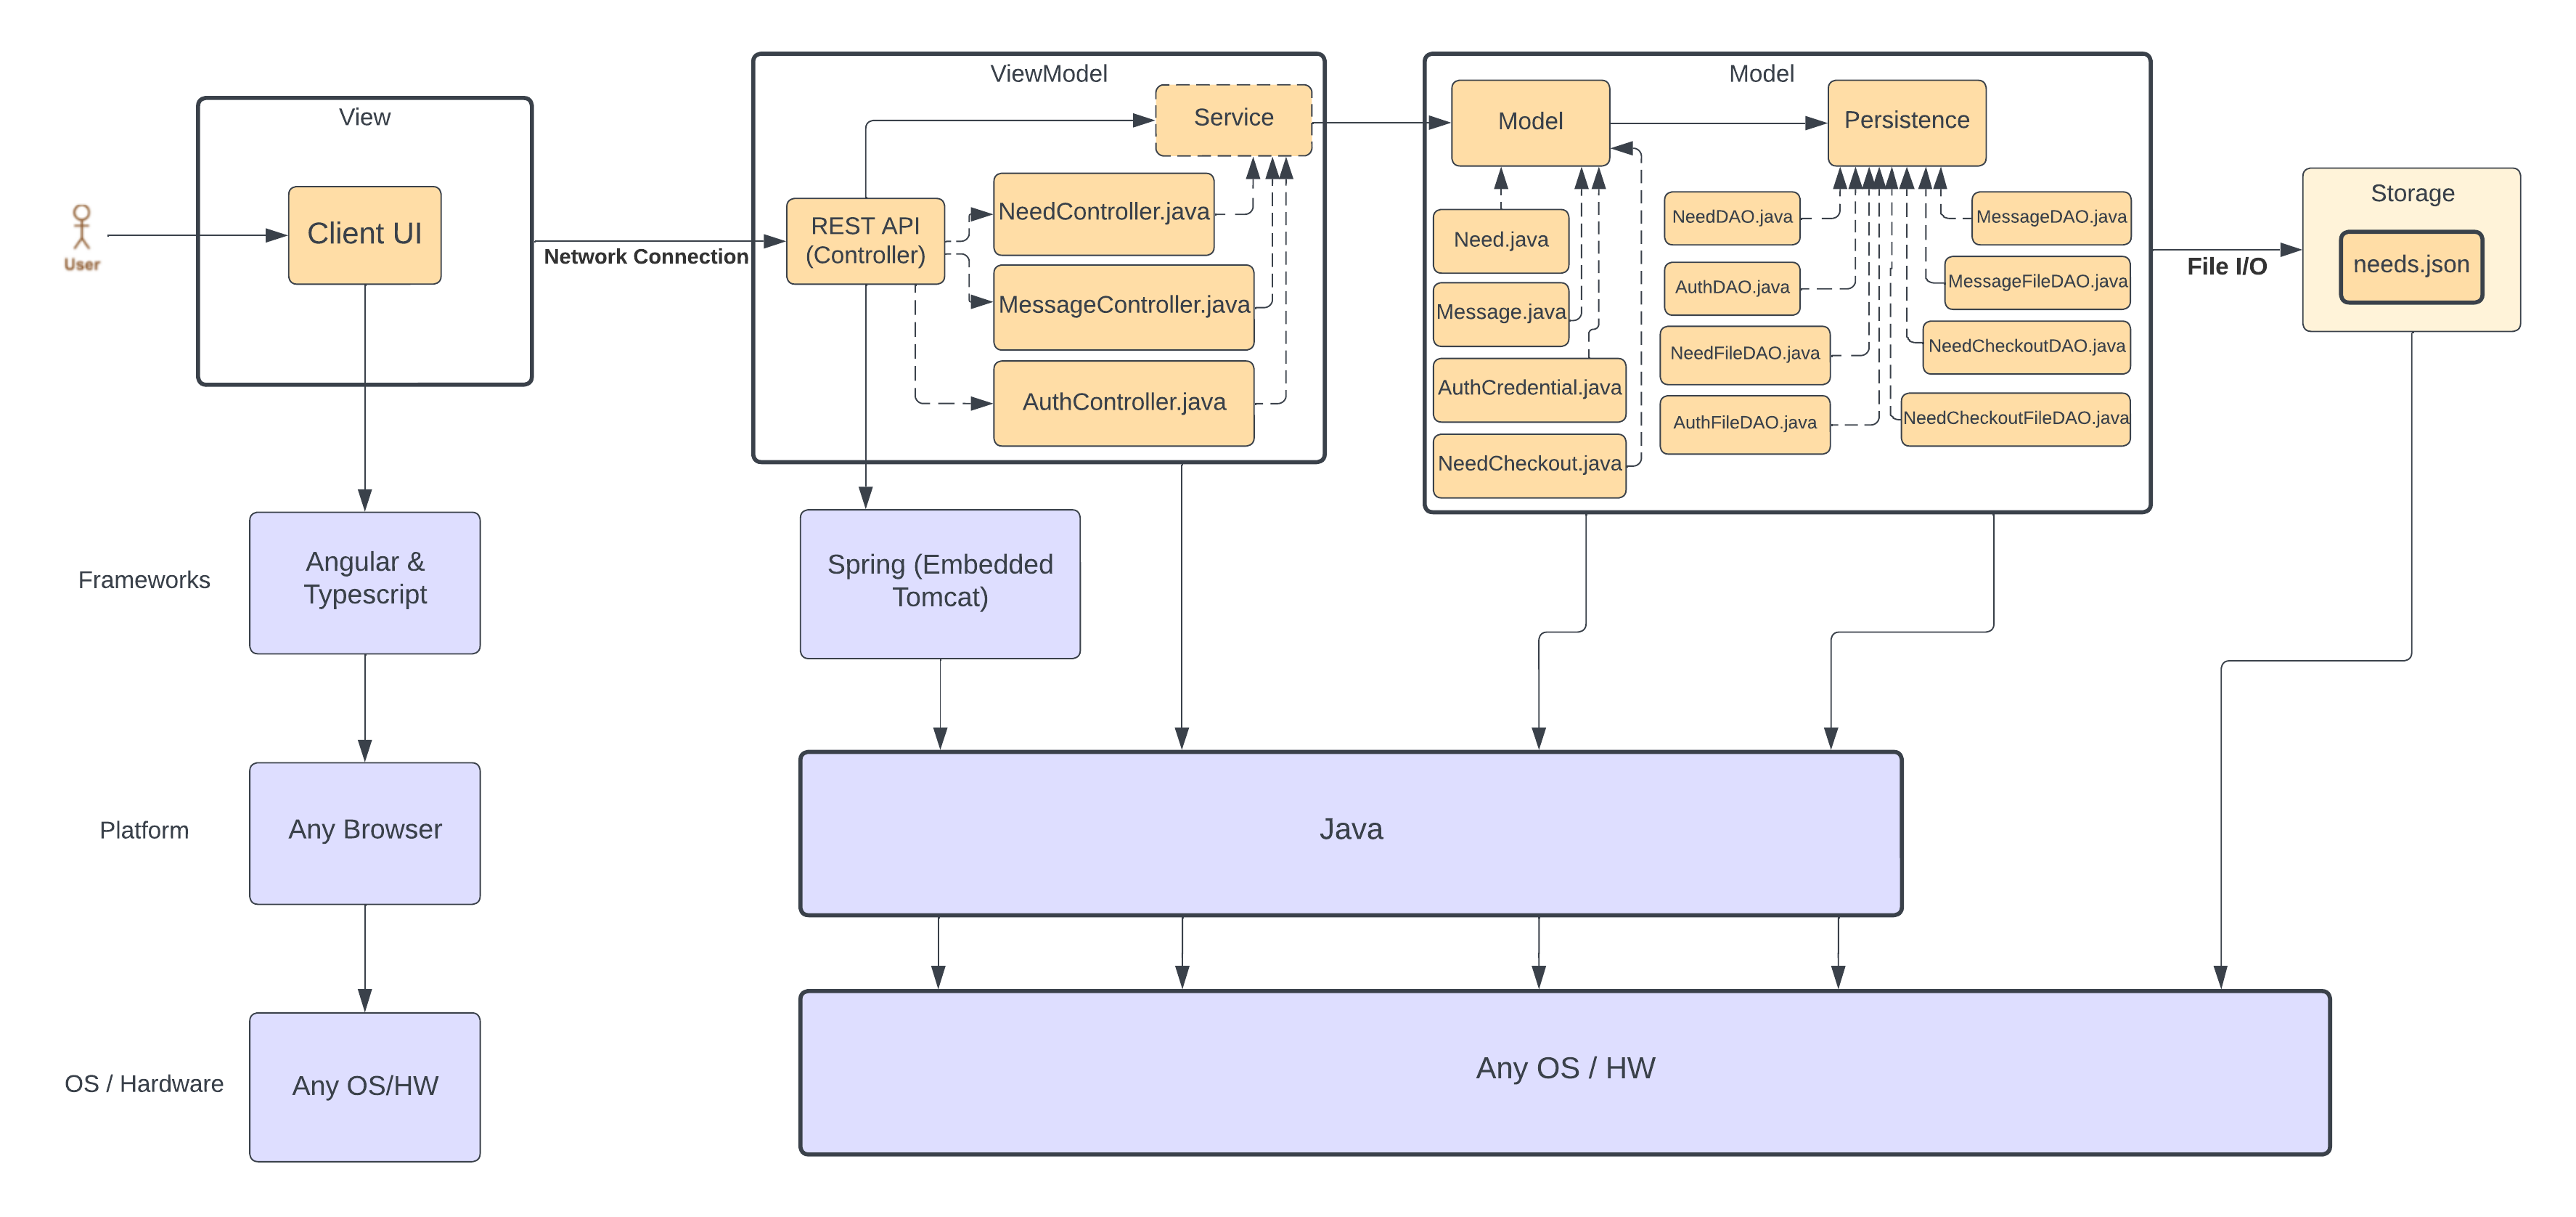 View
Client UI
User
Network Connection
ViewModel
Service
REST API
(Controller)
NeedController.java
MessageController.java
AuthController.java
Model
Model
Persistence
Need.java
Message.java
AuthCredential.java
NeedCheckout.java
NeedDAO.java
AuthDAO.java
NeedFileDAO.java
AuthFileDAO.java
MessageDAO.java
MessageFileDAO.java
NeedCheckoutDAO.java
NeedCheckoutFileDAO.java
File I/O
Storage
needs.json
Frameworks
Angular &
Typescript
Spring (Embedded
Tomcat)
Platform
Any Browser
Java
OS / Hardware
Any OS/HW
Any OS / HW